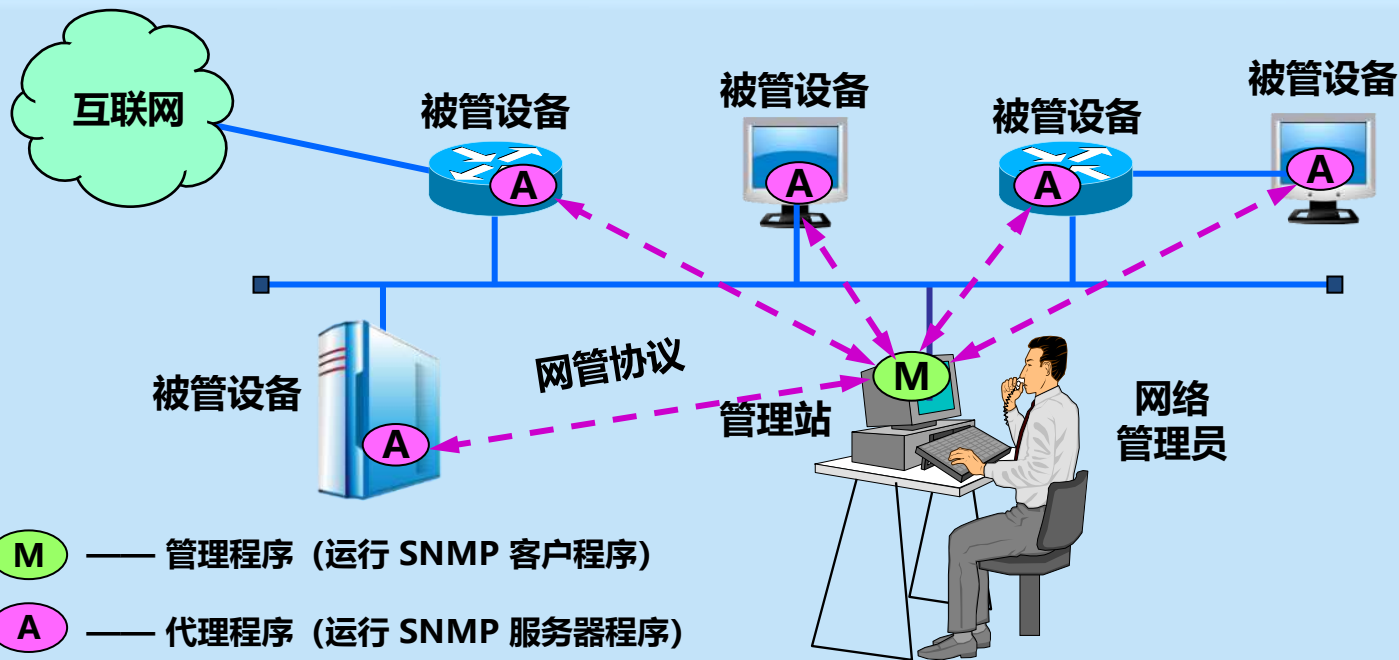 互联网
被管设备
被管设备
被管设备
被管设备
A
A
A
A
被管设备
A
网管协议
M
管理站
网络
管理员
M —— 管理程序（运行 SNMP 客户程序）
A —— 代理程序（运行 SNMP 服务器程序）